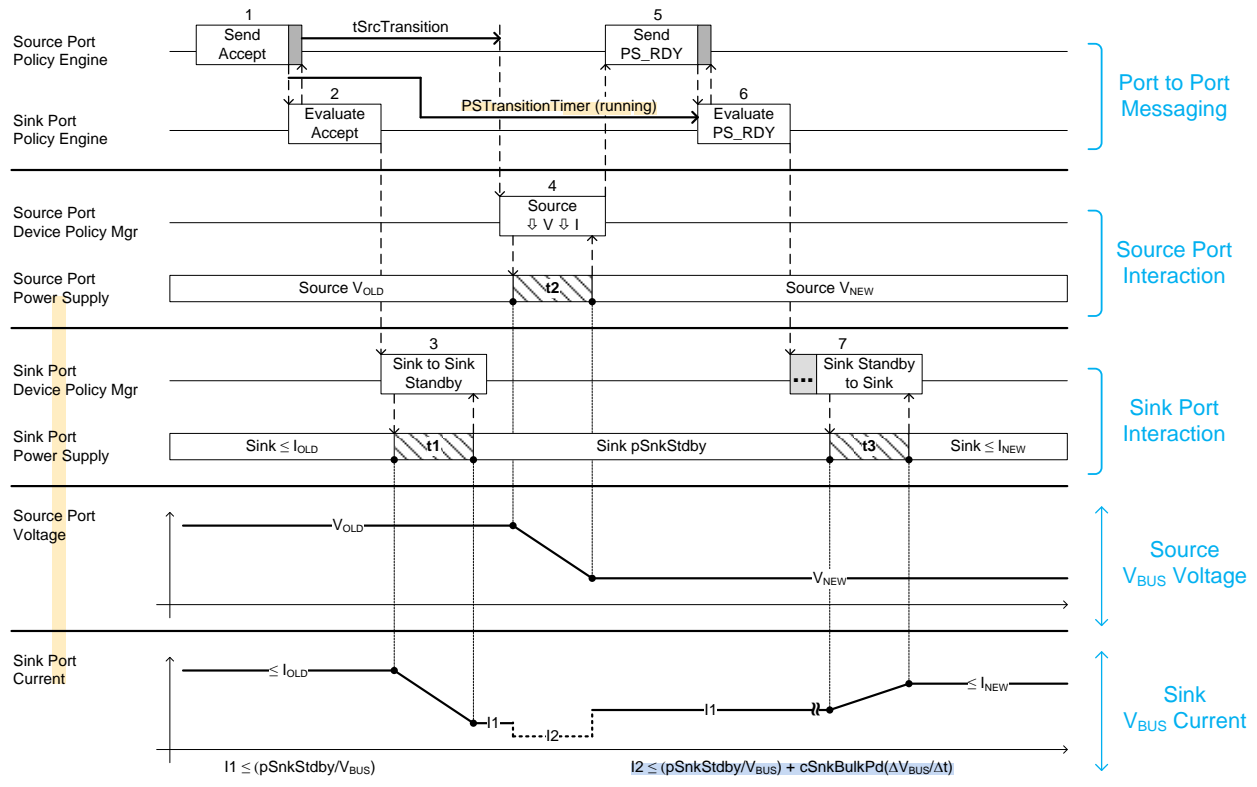 1
Send
Accept
tSrcTransition
5
Send
PS_RDY
Source Port
Policy Engine
2
Evaluate
Accept
PSTransitionTimer (running)
6
Evaluate
PS_RDY
Sink Port
Policy Engine
Port to Port
Messaging
4
Source
⇩ V ⇩ I
Source Port
Device Policy Mgr
Source Port
Power Supply
Source VOLD
t2
Source VNEW
Source Port
Interaction
3
Sink to Sink
Standby
7
...
Sink Standby
to Sink
Sink Port
Device Policy Mgr
Sink Port
Power Supply
Sink ≤ IOLD
t1
Sink pSnkStdby
t3
Sink ≤ INEW
Sink Port
Interaction
Source Port
Voltage
VOLD
VNEW
Source
VBUS Voltage
Sink Port
Current
≤ IOLD
I1
I2
I1
≤ INEW
Sink
VBUS Current
I1 ≤ (pSnkStdby/VBUS)
I2 ≤ (pSnkStdby/VBUS) + cSnkBulkPd(ΔVBUS/Δt)